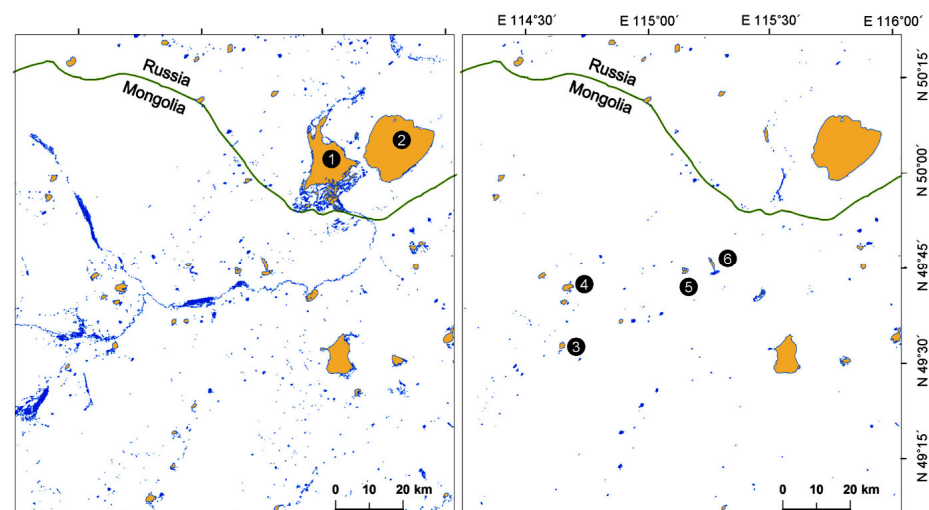 E 114°30′ E 115°00′ E 115°30′ E 116°00′
Russia
Mongolia
1
2
0 10 20 km
Russia
Mongolia
3
4
5
6
0 10 20 km
N 50°15′
N 50°00′
N 49°45′
N 49°30′
N 49°15′